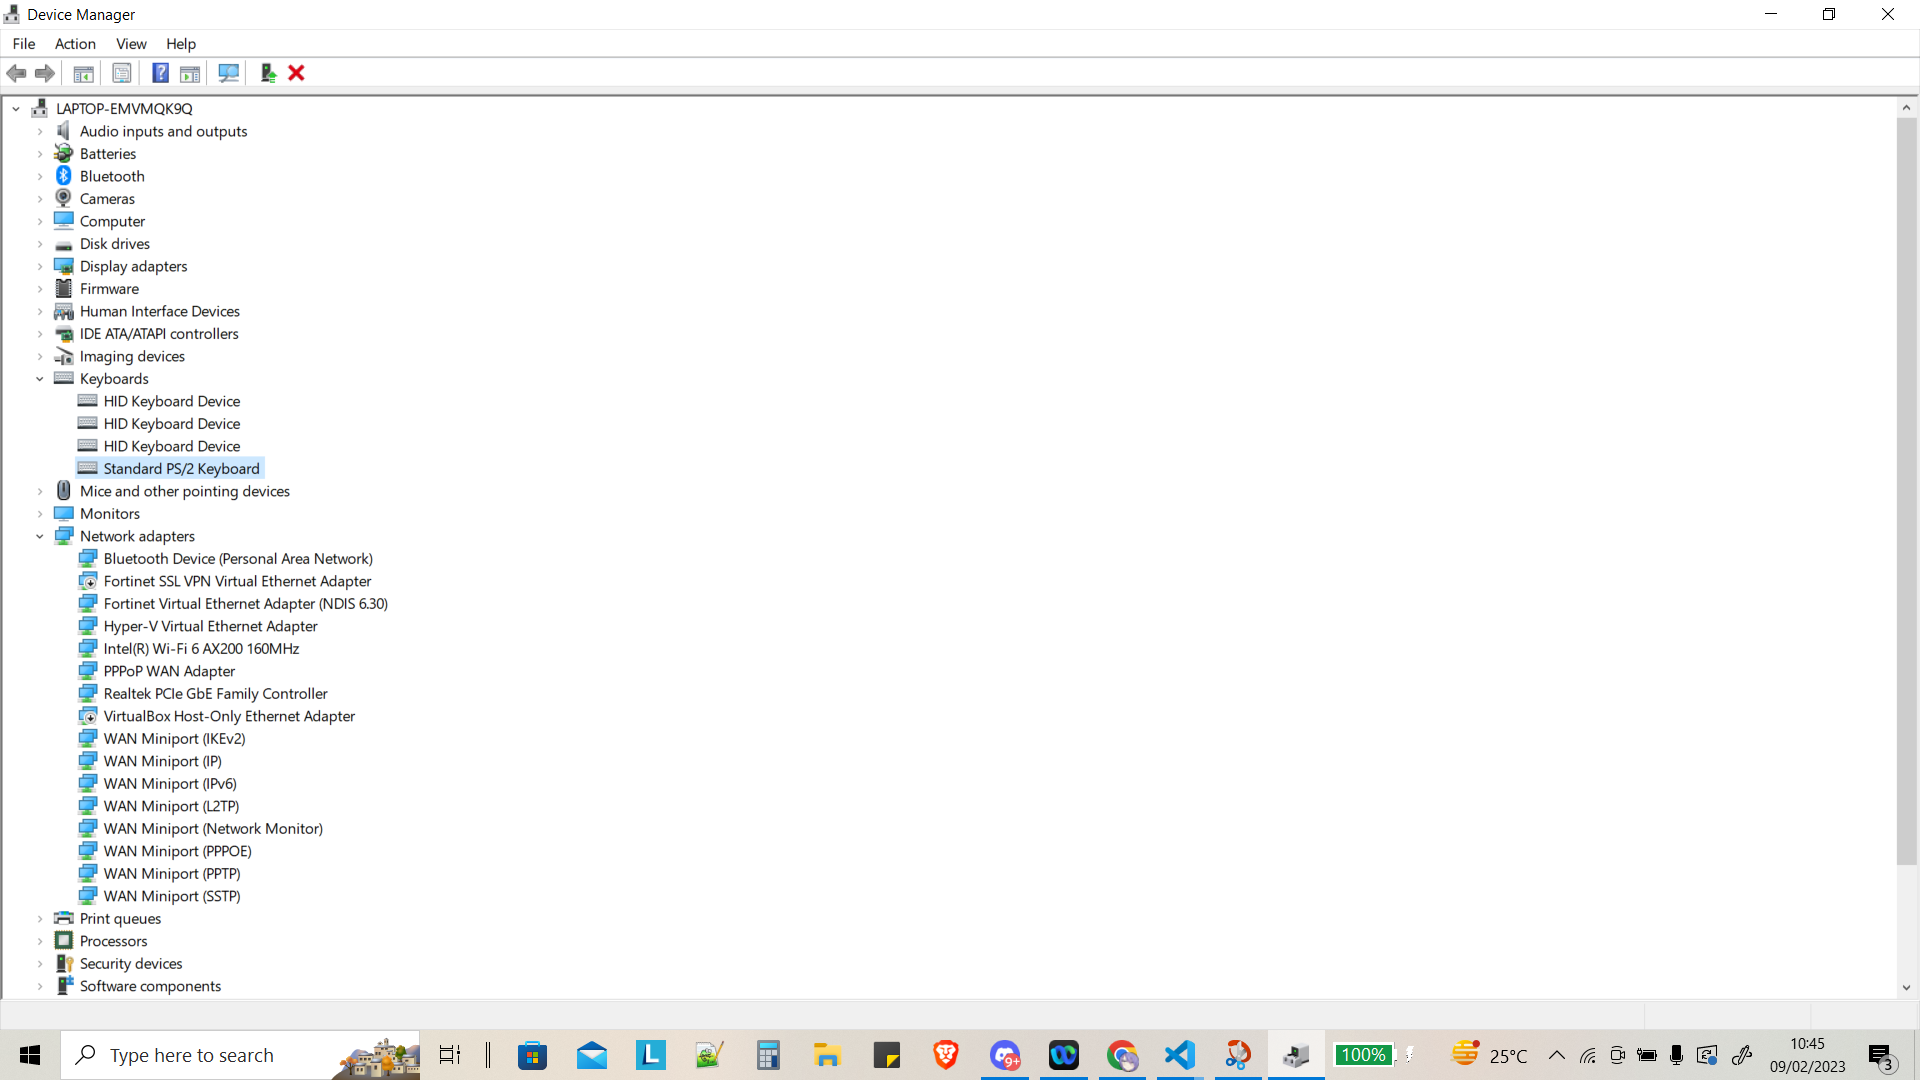 Device Manager
File Action View Help
LAPTOP-EMVMQK9Q
Audio inputs and outputs
Batteries
Bluetooth
Cameras
Computer
Disk drives
Display adapters
Firmware
Human Interface Devices
IDE ATA/ATAPI controllers
Imaging devices
Keyboards
HID Keyboard Device
HID Keyboard Device
HID Keyboard Device
Standard PS/2 Keyboard
Mice and other pointing devices
Monitors
Network adapters
Bluetooth Device (Personal Area Network)
Fortinet SSL VPN Virtual Ethernet Adapter
Fortinet Virtual Ethernet Adapter (NDIS 6.30)
Hyper-V Virtual Ethernet Adapter
Intel(R) Wi-Fi 6 AX200 160MHz
PPPoP WAN Adapter
Realtek PCIe GbE Family Controller
VirtualBox Host-Only Ethernet Adapter
WAN Miniport (IKEv2)
WAN Miniport (IP)
WAN Miniport (IPv6)
WAN Miniport (L2TP)
WAN Miniport (Network Monitor)
WAN Miniport (PPPOE)
WAN Miniport (PPTP)
WAN Miniport (SSTP)
Print queues
Processors
Security devices
Software components
Type here to search
L
9+
100%
25°C
10:45
09/02/2023
3